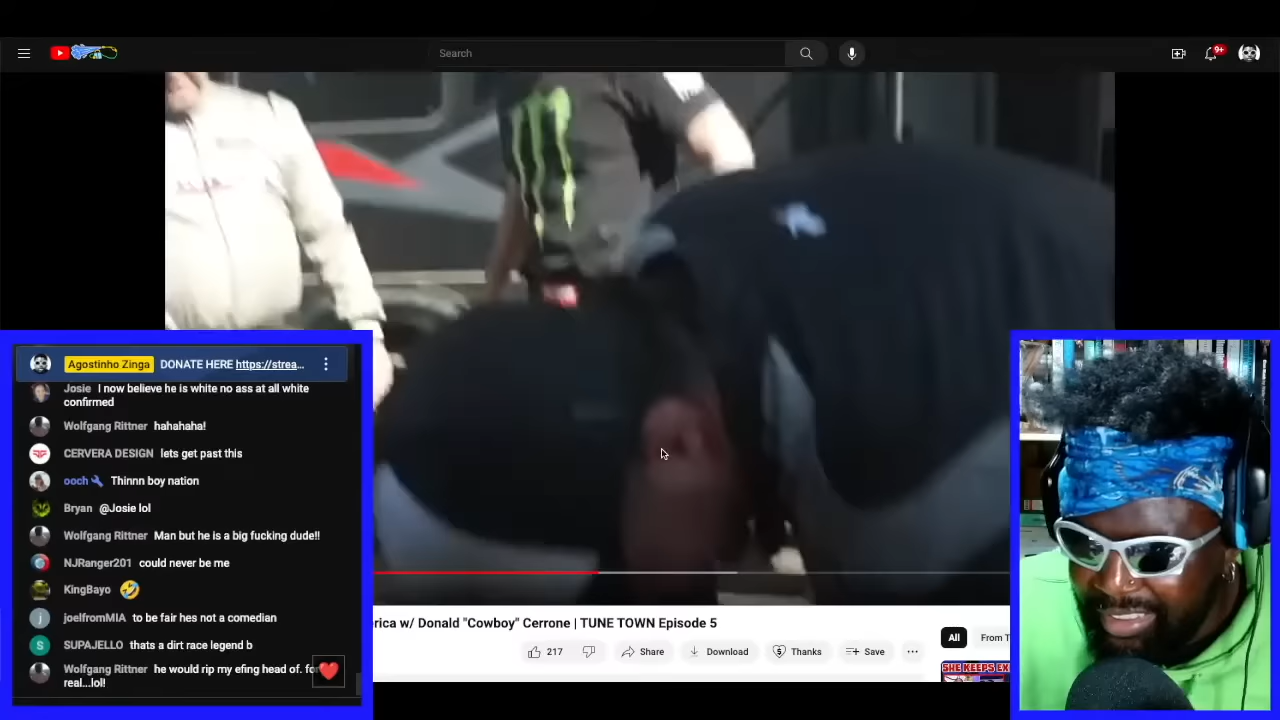 Search
9+
Agostinho Zinga DONATE HERE https://strea...
Josie I now believe he is white no ass at all white
confirmed
Wolfgang Rittner hahahaha!
CERVERA DESIGN lets get past this
ooch Thinnn boy nation
Bryan @Josie lol
Wolfgang Rittner Man but he is a big fucking dude!!
NJRanger201 could never be me
KingBayo 🤣
joelfromMIA to be fair hes not a comedian
SUPAJELLO thats a dirt race legend b
Wolfgang Rittner he would rip my efing head of. for
real...lol!
rica w/ Donald "Cowboy" Cerrone | TUNE TOWN Episode 5
217 Share Download Thanks Save
All From T
SHE KEEPS EX